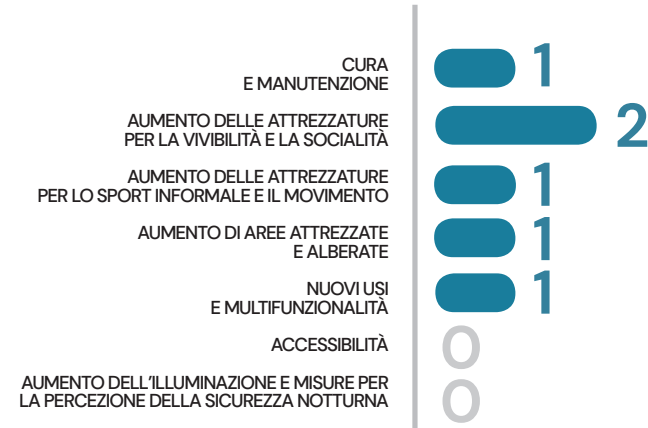 CURA
E MANUTENZIONE
1
AUMENTO DELLE ATTREZZATURE
PER LA VIVIBILITÀ E LA SOCIALITÀ
2
AUMENTO DELLE ATTREZZATURE
PER LO SPORT INFORMALE E IL MOVIMENTO
1
AUMENTO DI AREE ATTREZZATE
E ALBERATE
1
NUOVI USI
E MULTIFUNZIONALITÀ
1
ACCESSIBILITÀ
0
AUMENTO DELL'ILLUMINAZIONE E MISURE PER
LA PERCEZIONE DELLA SICUREZZA NOTTURNA
0